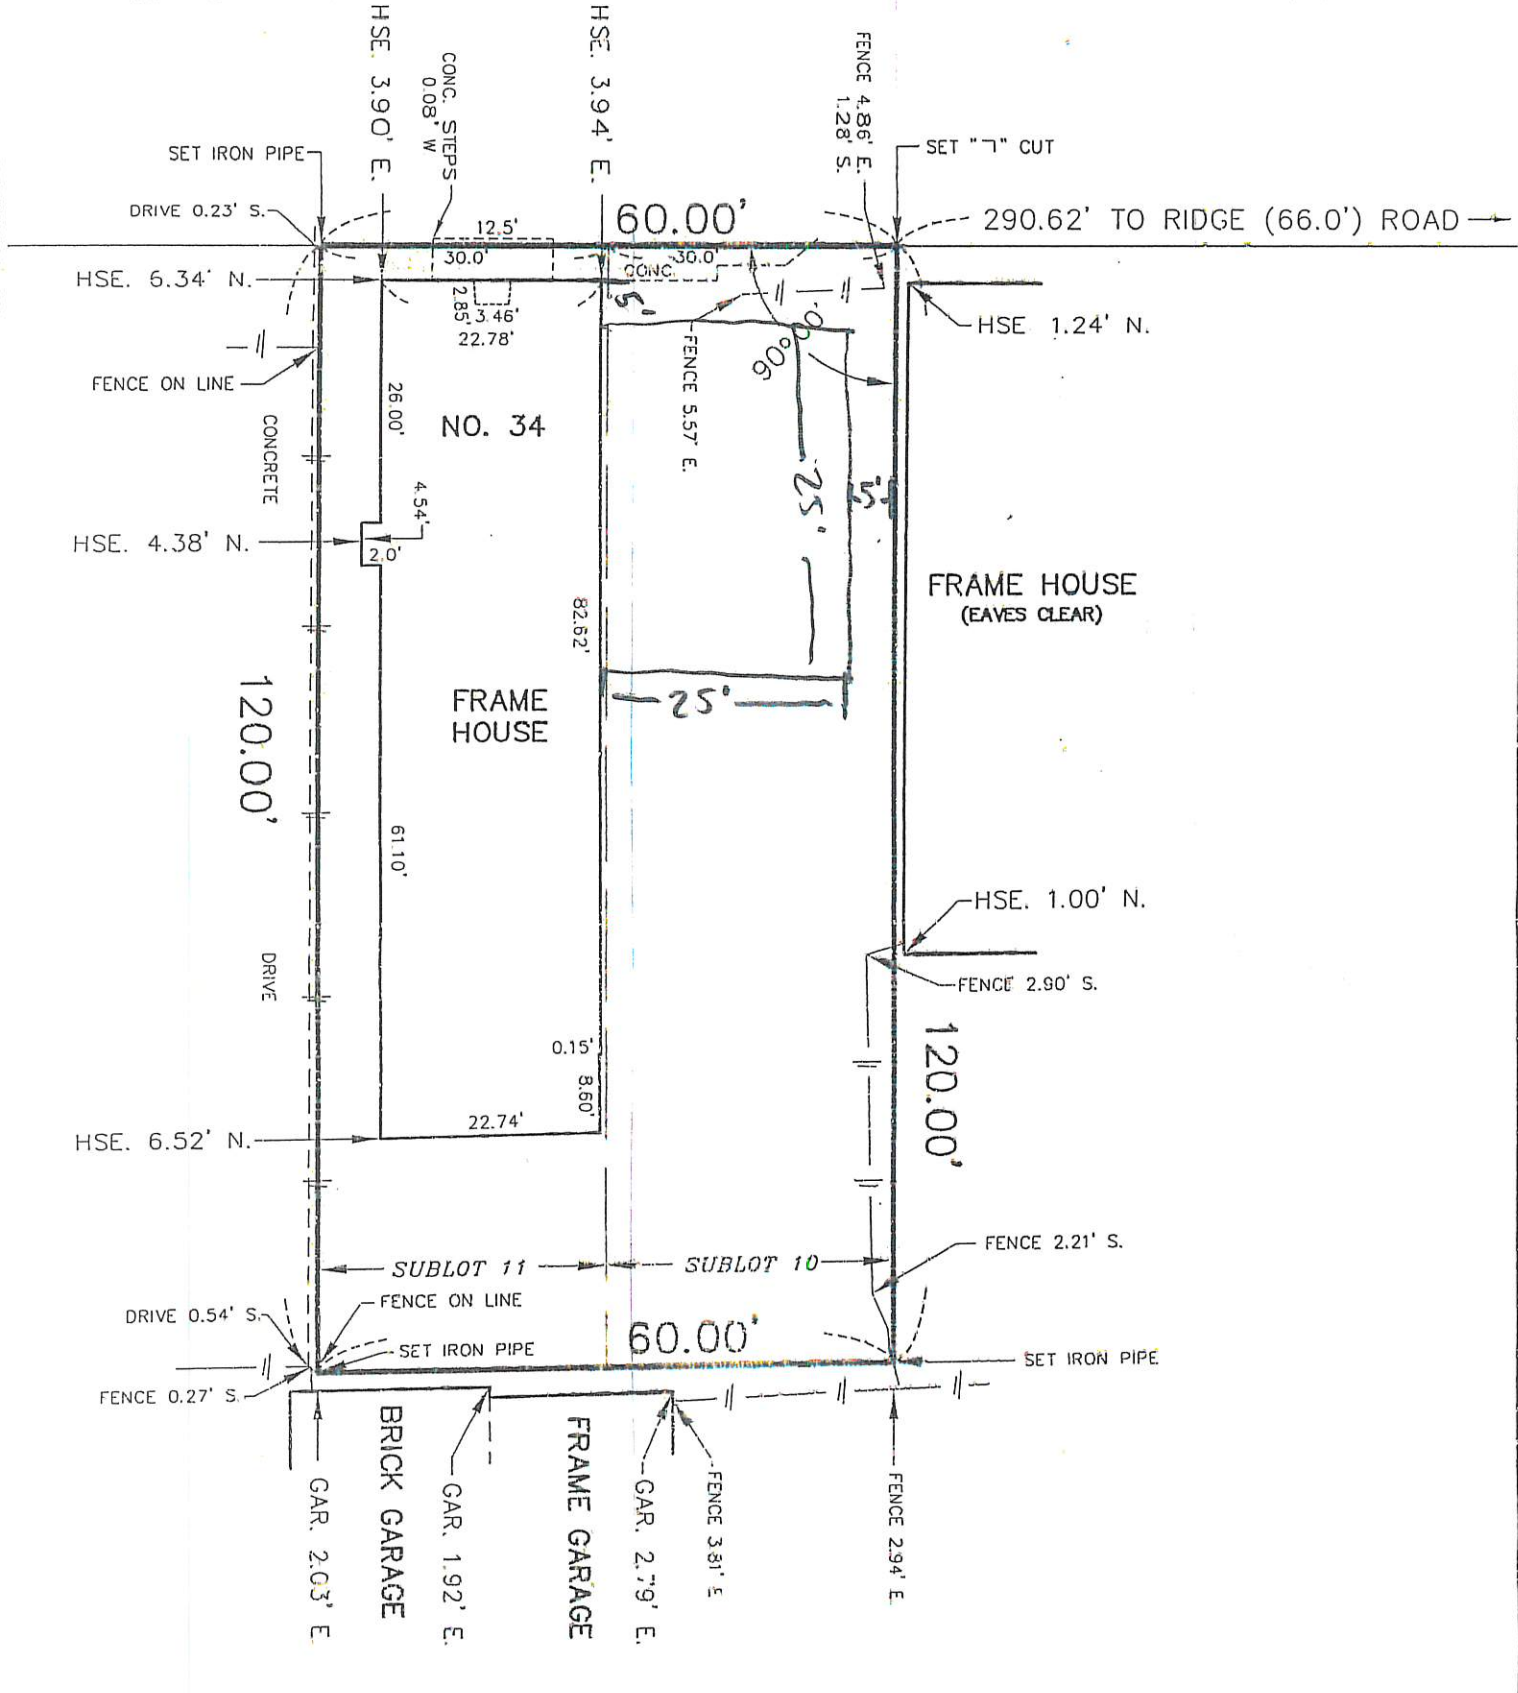 HSE. 3.90' E.
CONC. STEPS
0.08' W
HSE. 3.94' E.
FENCE 4.86' E.
1.28' S.
SET IRON PIPE
SET "⅂" CUT
DRIVE 0.23' S.
12.5'
60.00'
290.62' TO RIDGE (66.0') ROAD
30.0'
30.0
CONC.
HSE. 6.34' N.
2.85'
3.46'
22.78'
5'
HSE 1.24' N.
FENCE 5.57' E.
90°00'
FENCE ON LINE
26.00'
NO. 34
CONCRETE
25'
5'
4.54'
HSE. 4.38' N.
2.0'
82.62'
FRAME HOUSE
(EAVES CLEAR)
120.00'
FRAME
HOUSE
25'
61.10'
HSE. 1.00' N.
DRIVE
FENCE 2.90' S.
0.15'
8.60'
120.00'
22.74'
HSE. 6.52' N.
SUBLOT 11
SUBLOT 10
FENCE 2.21' S.
DRIVE 0.54' S.
FENCE ON LINE
SET IRON PIPE
60.00'
SET IRON PIPE
FENCE 0.27' S.
GAR. 2.03' E.
BRICK GARAGE
GAR. 1.92' E.
FRAME GARAGE
GAR. 2.79' E.
FENCE 3.81' E
FENCE 2.94' E.